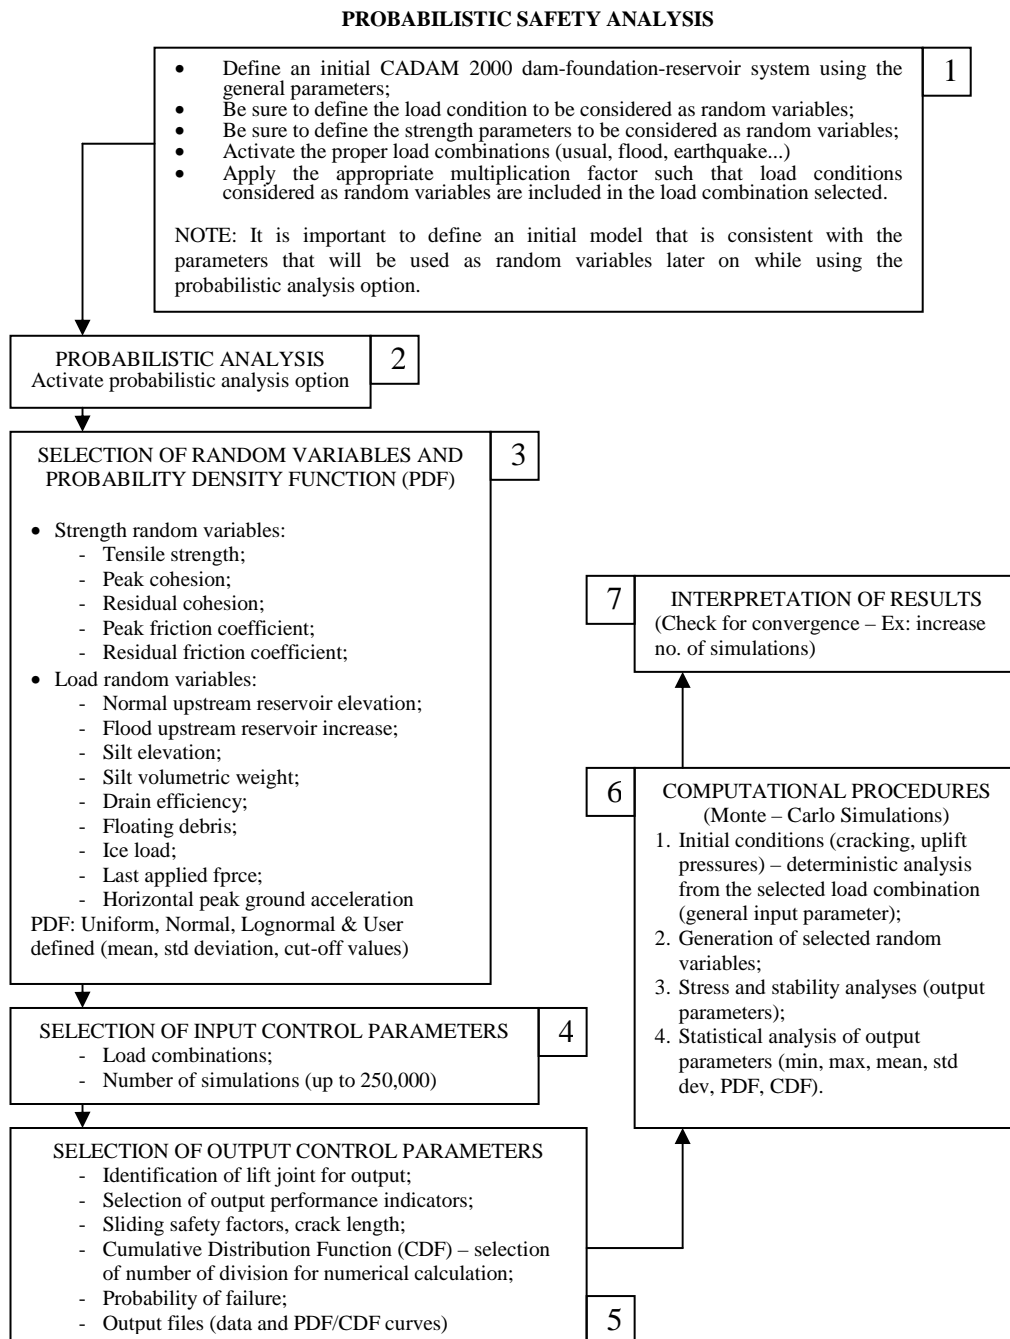 PROBABILISTIC SAFETY ANALYSIS
1
• Define an initial CADAM 2000 dam-foundation-reservoir system using the
general parameters;
• Be sure to define the load condition to be considered as random variables;
• Be sure to define the strength parameters to be considered as random variables;
• Activate the proper load combinations (usual, flood, earthquake...)
• Apply the appropriate multiplication factor such that load conditions
considered as random variables are included in the load combination selected.
NOTE: It is important to define an initial model that is consistent with the
parameters that will be used as random variables later on while using the
probabilistic analysis option.
PROBABILISTIC ANALYSIS
Activate probabilistic analysis option
2
SELECTION OF RANDOM VARIABLES AND
PROBABILITY DENSITY FUNCTION (PDF)
3
• Strength random variables:
- Tensile strength;
- Peak cohesion;
- Residual cohesion;
- Peak friction coefficient;
- Residual friction coefficient;
• Load random variables:
- Normal upstream reservoir elevation;
- Flood upstream reservoir increase;
- Silt elevation;
- Silt volumetric weight;
- Drain efficiency;
- Floating debris;
- Ice load;
- Last applied fprce;
- Horizontal peak ground acceleration
PDF: Uniform, Normal, Lognormal & User
defined (mean, std deviation, cut-off values)
SELECTION OF INPUT CONTROL PARAMETERS
- Load combinations;
- Number of simulations (up to 250,000)
4
SELECTION OF OUTPUT CONTROL PARAMETERS
- Identification of lift joint for output;
- Selection of output performance indicators;
- Sliding safety factors, crack length;
- Cumulative Distribution Function (CDF) – selection
of number of division for numerical calculation;
- Probability of failure;
- Output files (data and PDF/CDF curves)
5
6
COMPUTATIONAL PROCEDURES
(Monte – Carlo Simulations)
1. Initial conditions (cracking, uplift
pressures) – deterministic analysis
from the selected load combination
(general input parameter);
2. Generation of selected random
variables;
3. Stress and stability analyses (output
parameters);
4. Statistical analysis of output
parameters (min, max, mean, std
dev, PDF, CDF).
7
INTERPRETATION OF RESULTS
(Check for convergence – Ex: increase
no. of simulations)